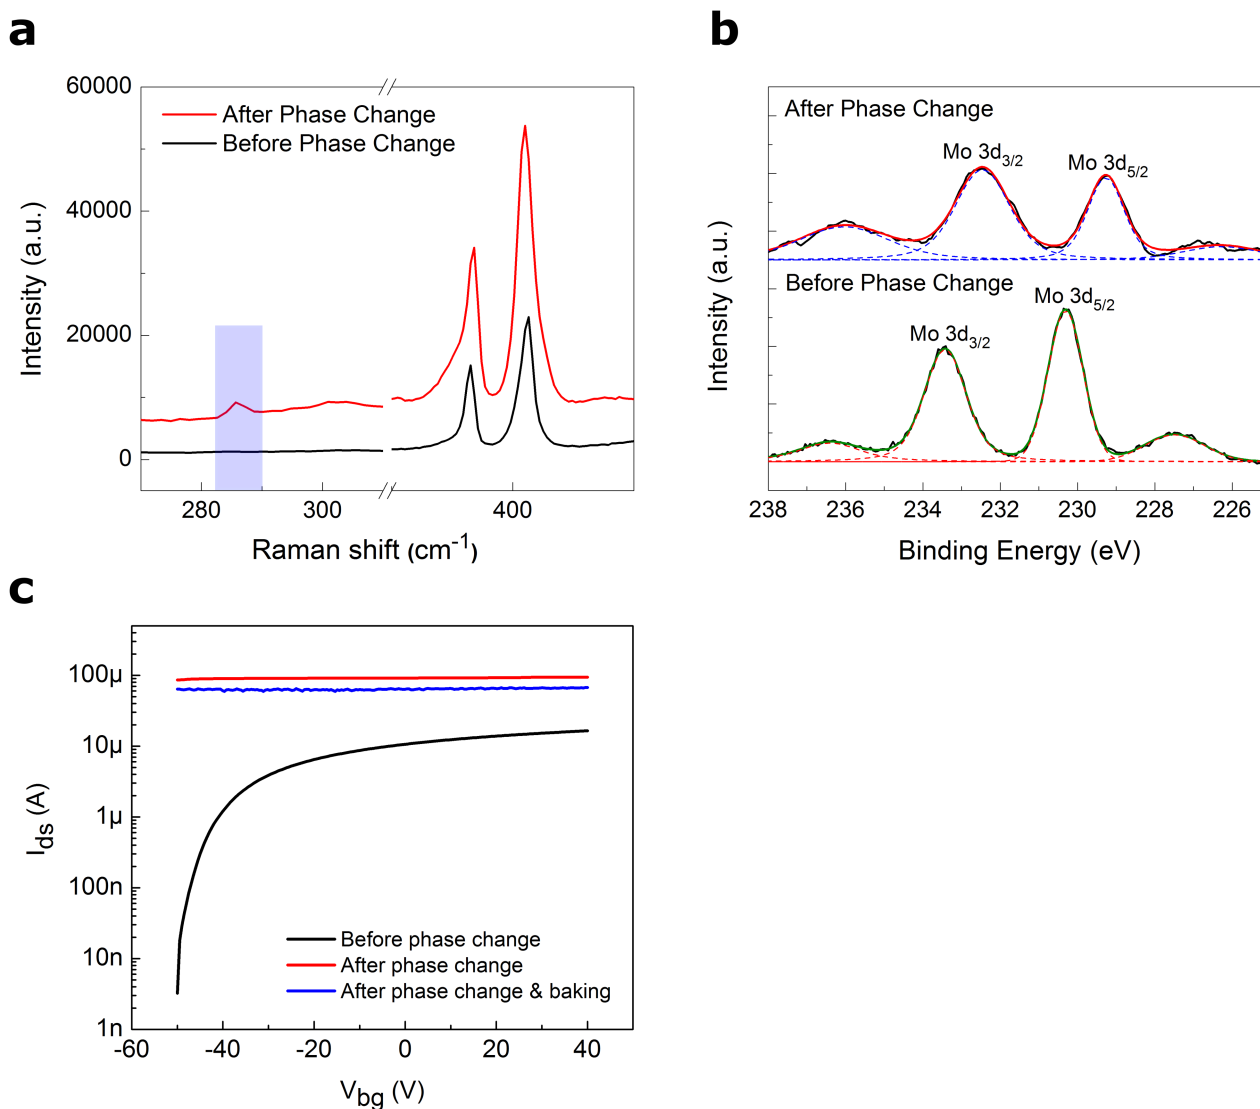 a
60000
40000
20000
0
After Phase Change
Before Phase Change
Intensity (a.u.)
280
300
400
Raman shift (cm-1)
b
After Phase Change
Mo 3d3/2
Mo 3d5/2
Before Phase Change
Mo 3d3/2
Mo 3d5/2
Intensity (a.u.)
238
236
234
232
230
228
226
Binding Energy (eV)
c
100μ
10μ
1μ
100n
10n
1n
Ids (A)
Before phase change
After phase change
After phase change & baking
-60
-40
-20
0
20
40
Vbg (V)